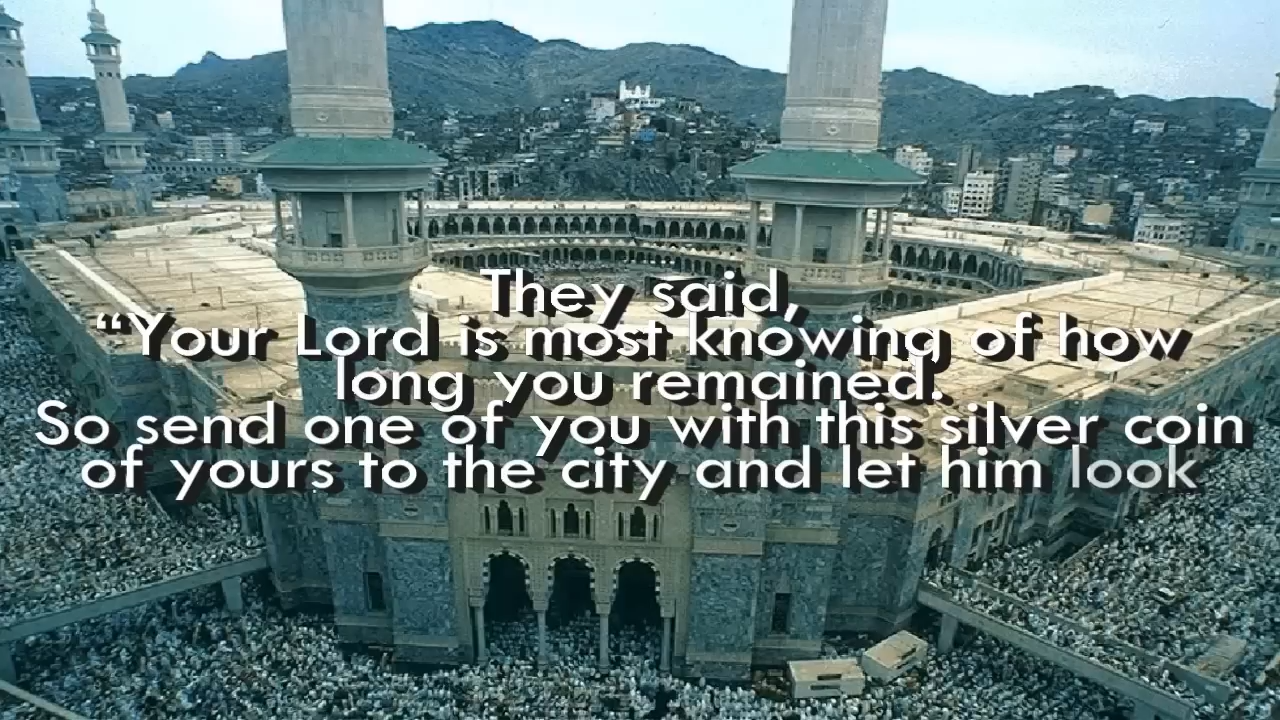 They said,
“Your Lord is most knowing of how
long you remained.
So send one of you with this silver coin
of yours to the city and let him look